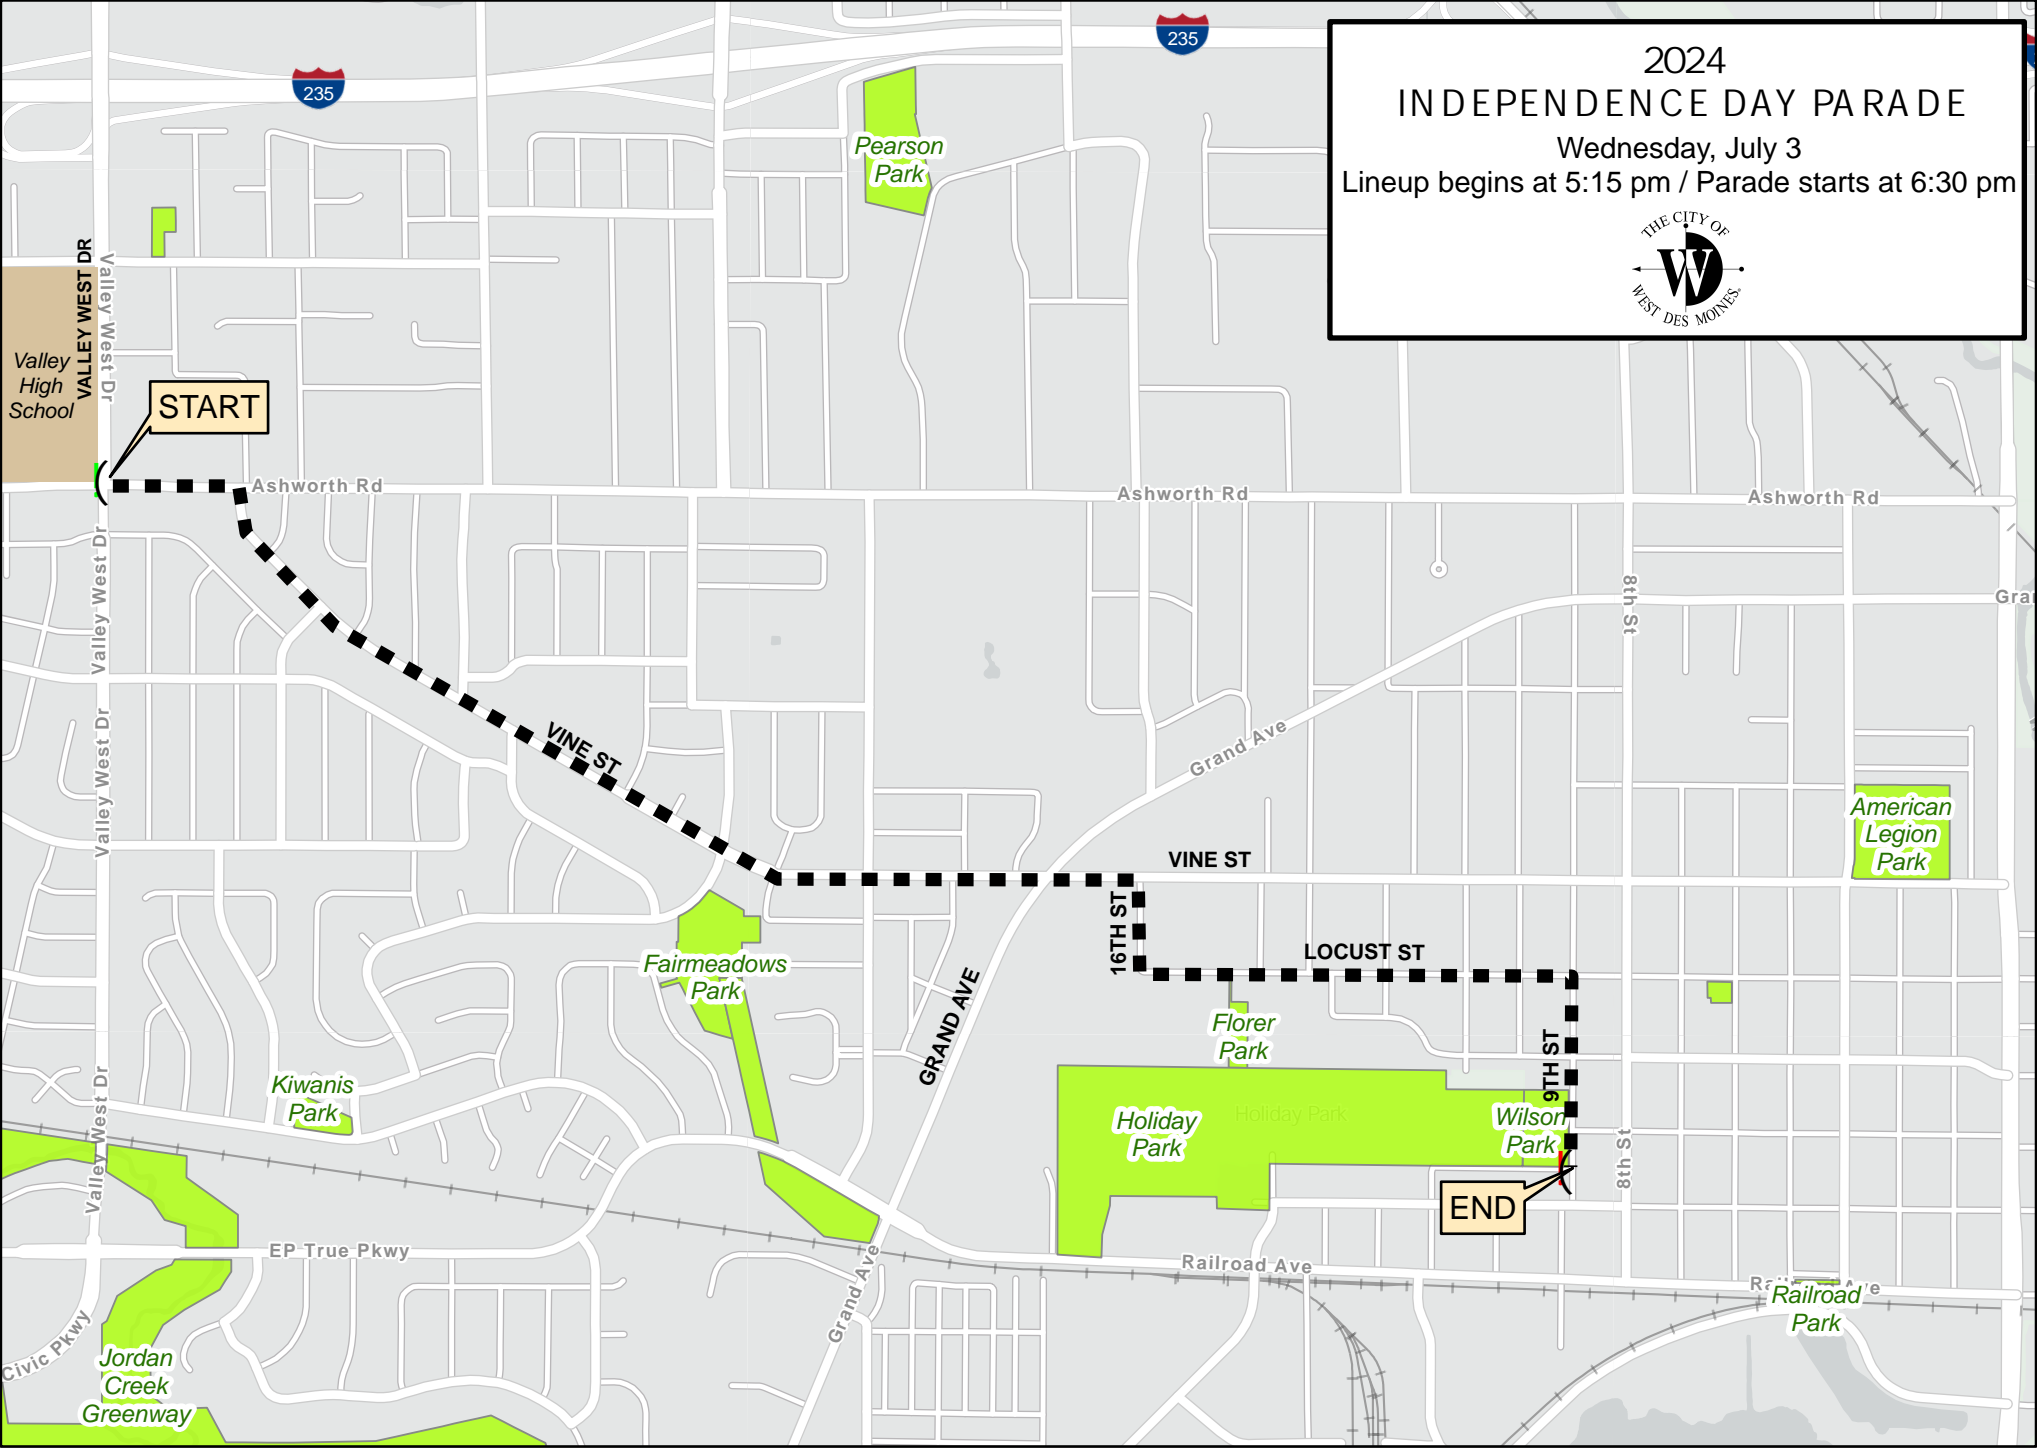 235
235
2024
INDEPENDENCE DAY PARADE
Wednesday, July 3
Lineup begins at 5:15 pm / Parade starts at 6:30 pm
THE CITY OF
W
WEST DES MOINES
Pearson
Park
VALLEY WEST DR
Valley West Dr
Valley
High
School
START
Ashworth Rd
Ashworth Rd
Ashworth Rd
Valley West Dr
8th St
Grand Ave
VINE ST
Valley West Dr
American
Legion
Park
VINE ST
16TH ST
LOCUST ST
Fairmeadows
Park
GRAND AVE
Florer
Park
9TH ST
Kiwanis
Park
Valley West Dr
Holiday
Park
Holiday Park
Wilson
Park
8th St
END
EP True Pkwy
Grand Ave
Railroad Ave
Railroad
Park
Civic Pkwy
Jordan
Creek
Greenway